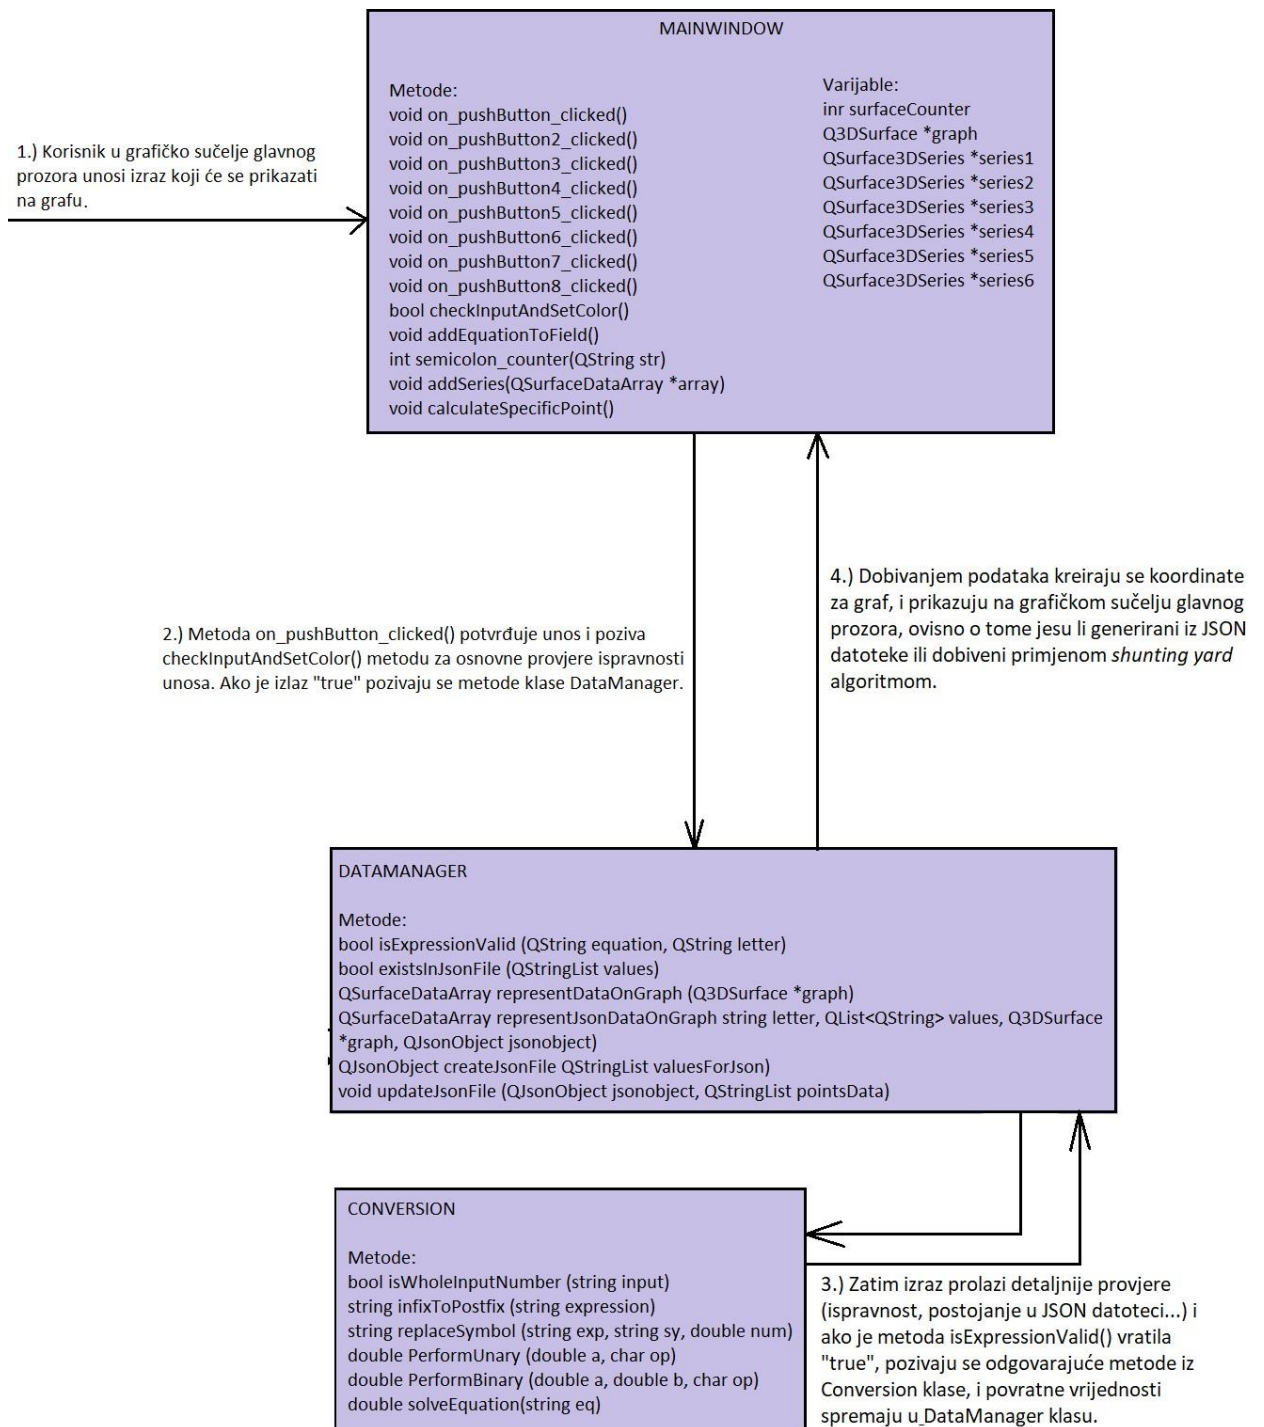 MAINWINDOW
Metode:
void on_pushButton_clicked()
void on_pushButton2_clicked()
void on_pushButton3_clicked()
void on_pushButton4_clicked()
void on_pushButton5_clicked()
void on_pushButton6_clicked()
void on_pushButton7_clicked()
void on_pushButton8_clicked()
bool checkInputAndSetColor()
void addEquationToField()
int semicolon_counter(QString str)
void addSeries(QSurfaceDataArray *array)
void calculateSpecificPoint()
Varijable:
inr surfaceCounter
Q3DSurface *graph
QSurface3DSeries *series1
QSurface3DSeries *series2
QSurface3DSeries *series3
QSurface3DSeries *series4
QSurface3DSeries *series5
QSurface3DSeries *series6
1.) Korisnik u grafičko sučelje glavnog
prozora unosi izraz koji će se prikazati
na grafu.
2.) Metoda on_pushButton_clicked() potvrđuje unos i poziva
checkInputAndSetColor() metodu za osnovne provjere ispravnosti
unosa. Ako je izlaz "true" pozivaju se metode klase DataManager.
4.) Dobivanjem podataka kreiraju se koordinate
za graf, i prikazuju na grafičkom sučelju glavnog
prozora, ovisno o tome jesu li generirani iz JSON
datoteke ili dobiveni primjenom shunting yard
algoritmom.
DATAMANAGER
Metode:
bool isExpressionValid (QString equation, QString letter)
bool existsInJsonFile (QStringList values)
QSurfaceDataArray representDataOnGraph (Q3DSurface *graph)
QSurfaceDataArray representJsonDataOnGraph string letter, QList<QString> values, Q3DSurface
*graph, QJsonObject jsonobject)
QJsonObject createJsonFile QStringList valuesForJson)
void updateJsonFile (QJsonObject jsonobject, QStringList pointsData)
CONVERSION
Metode:
bool isWholeInputNumber (string input)
string infixToPostfix (string expression)
string replaceSymbol (string exp, string sy, double num)
double PerformUnary (double a, char op)
double PerformBinary (double a, double b, char op)
double solveEquation(string eq)
3.) Zatim izraz prolazi detaljnije provjere
(ispravnost, postojanje u JSON datoteci...) i
ako je metoda isExpressionValid() vratila
"true", pozivaju se odgovarajuće metode iz
Conversion klase, i povratne vrijednosti
spremaju u DataManager klasu.